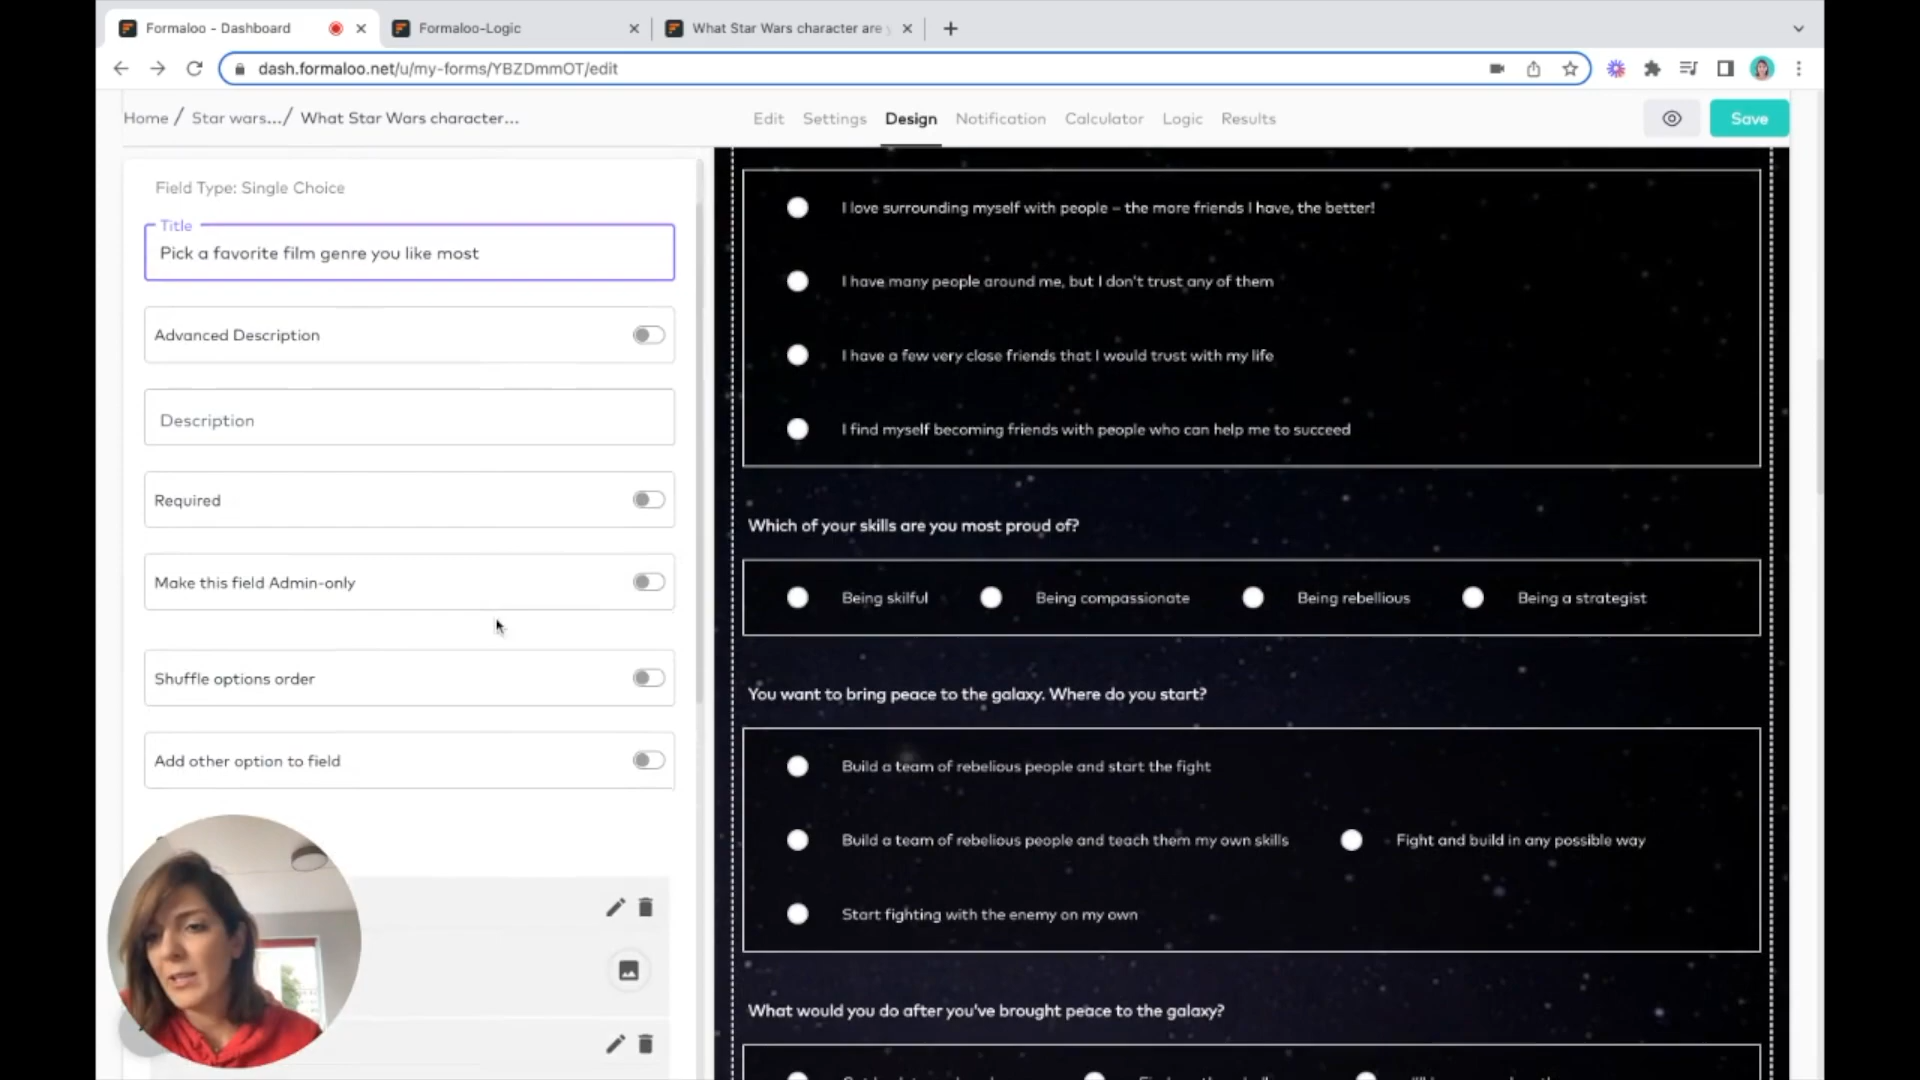 Formaloo - Dashboard
Formaloo-Logic
What Star Wars character are
dash.formaloo.net/u/my-forms/YBZDmmOT/edit
Home / Star wars.../ What Star Wars character...
Edit Settings Design Notification Calculator Logic Results
Save
Field Type: Single Choice
Title
Pick a favorite film genre you like most
Advanced Description
Description
Required
Make this field Admin-only
Shuffle options order
Add other option to field
I love surrounding myself with people – the more friends I have, the better!
I have many people around me, but I don't trust any of them
I have a few very close friends that I would trust with my life
I find myself becoming friends with people who can help me to succeed
Which of your skills are you most proud of?
Being skilful Being compassionate Being rebellious Being a strategist
You want to bring peace to the galaxy. Where do you start?
Build a team of rebelious people and start the fight
Build a team of rebelious people and teach them my own skills Fight and build in any possible way
Start fighting with the enemy on my own
What would you do after you've brought peace to the galaxy?